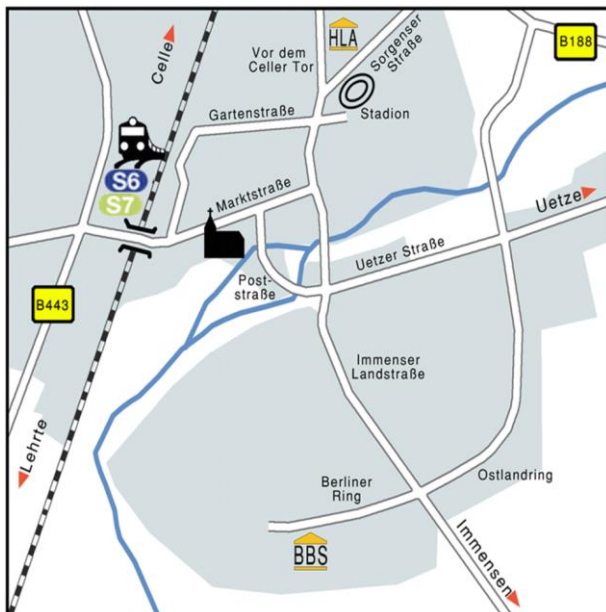 HLA
Celle
Vor dem
Celler Tor
Sorgenser
Straße
B188
Gartenstraße
Stadion
S6
S7
Marktstraße
Uetze
Uetzer Straße
Post-
straße
B443
Immenser
Landstraße
Lehrte
Berliner
Ring
Ostlandring
BBS
Immensen